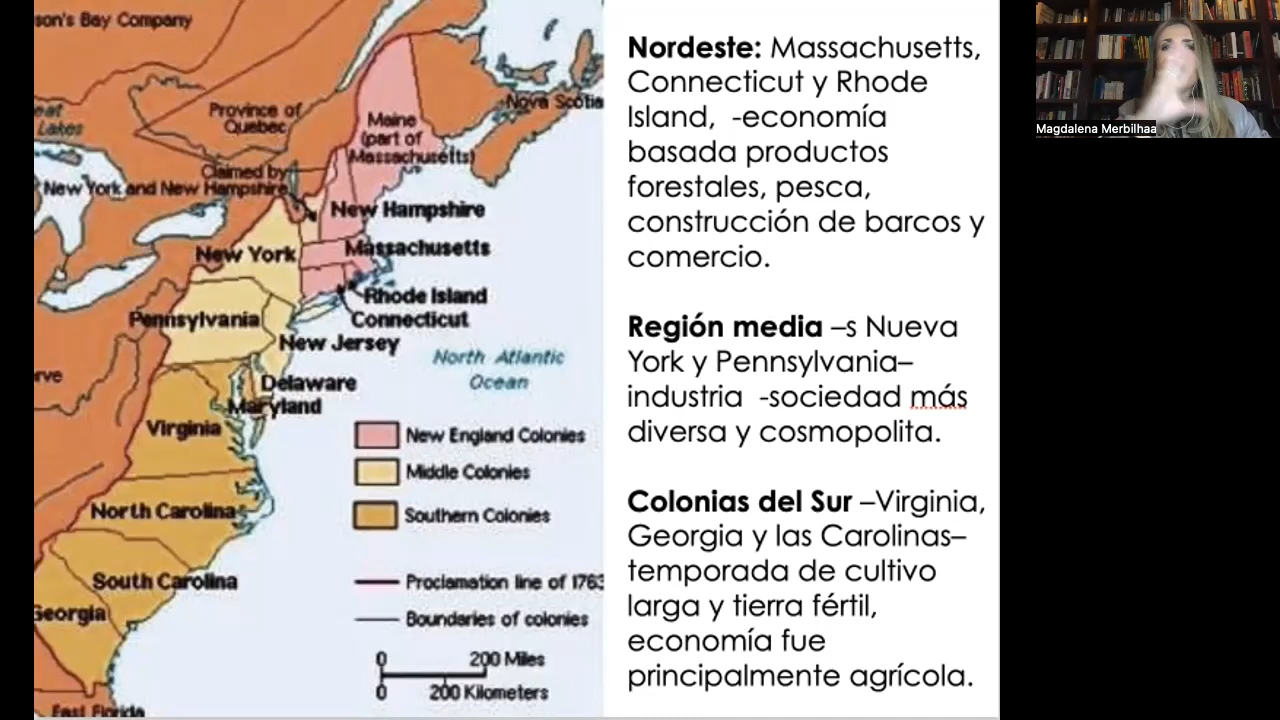 son's Bay Company
Nova Scotia
Province of
Quebec
Lakes
Maine
(part of
Massachusetts)
Claimed by
New York and New Hampshire
New Hampshire
Massachusetts
New York
Rhode Island
Connecticut
Pennsylvania
New Jersey
North Atlantic
Ocean
rve
Delaware
Maryland
Virginia
New England Colonies
Middle Colonies
North Carolina
Southern Colonies
South Carolina
Proclamation line of 1763
Georgia
Boundaries of colonies
0 200 Miles
0 200 Kilometers
East Florida
Nordeste: Massachusetts,
Connecticut y Rhode
Island, -economía
basada productos
forestales, pesca,
construcción de barcos y
comercio.
Región media –s Nueva
York y Pennsylvania–
industria -sociedad más
diversa y cosmopolita.
Colonias del Sur –Virginia,
Georgia y las Carolinas–
temporada de cultivo
larga y tierra fértil,
economía fue
principalmente agrícola.
Magdalena Merbilhaa